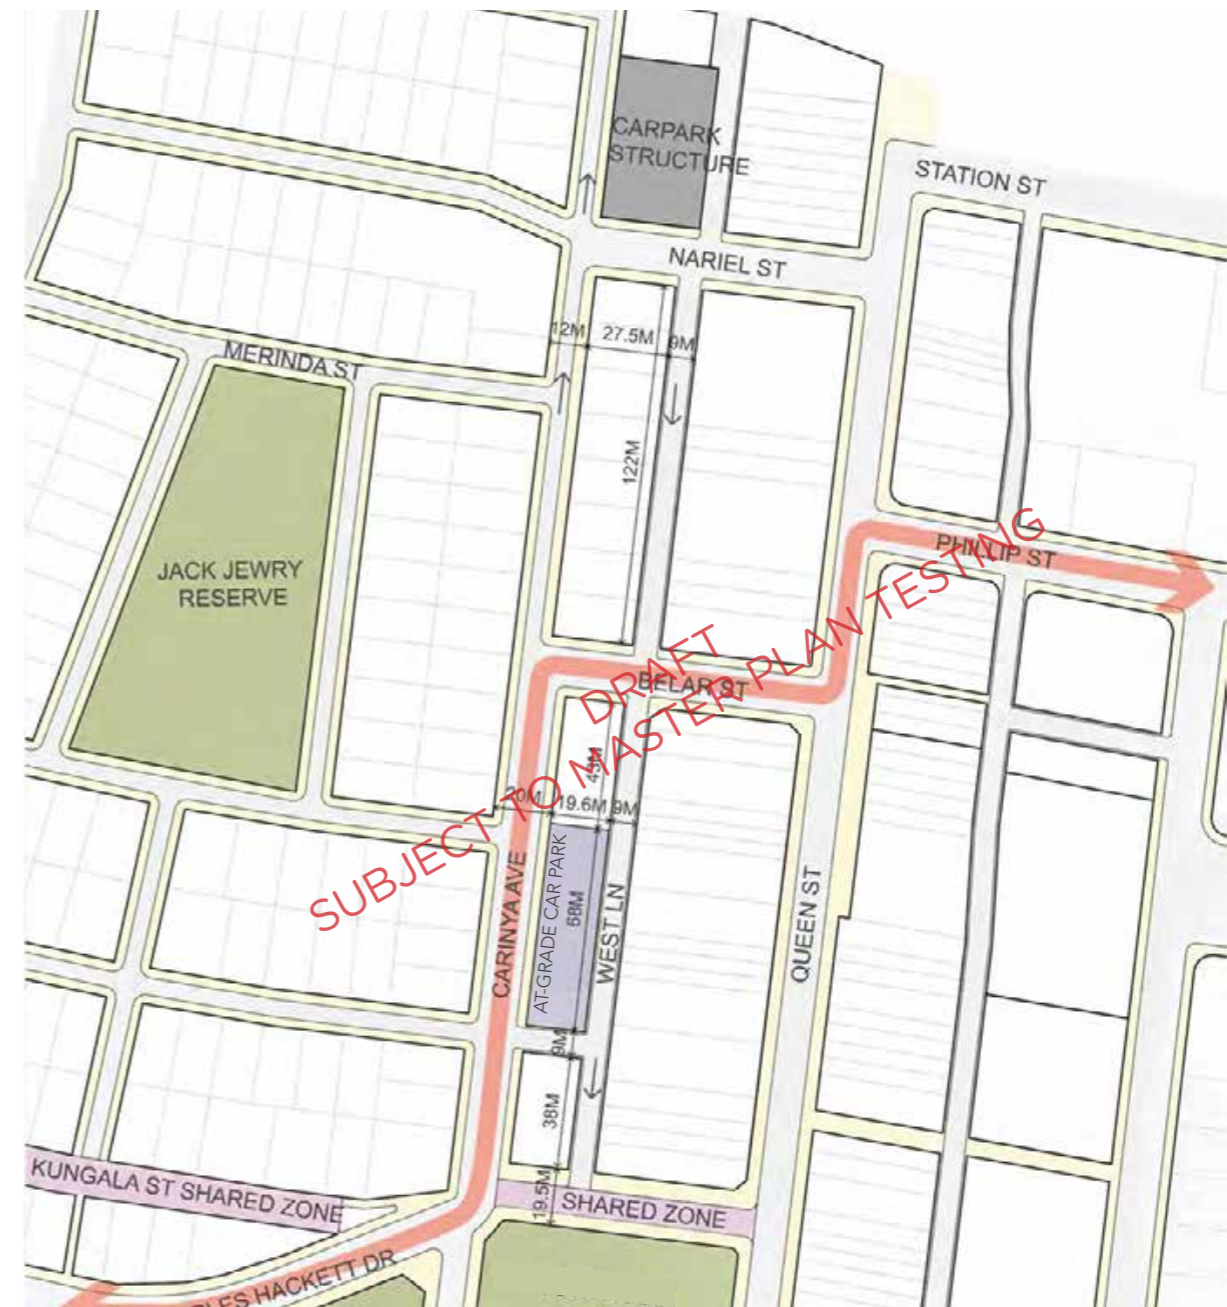 CARPARK
STRUCTURE
STATION ST
NARIEL ST
12M
27.5M
9M
MERINDA ST
122M
JACK JEWRY
RESERVE
PHILLIP ST
BELAR ST
DRAFT
SUBJECT TO MASTER PLAN TESTING
20M
19.6M
9M
CARINYA AVE
AT-GRADE CAR PARK
68M
WEST LN
QUEEN ST
9M
38M
19.5M
KUNGALA ST SHARED ZONE
SHARED ZONE
HACKETT DR